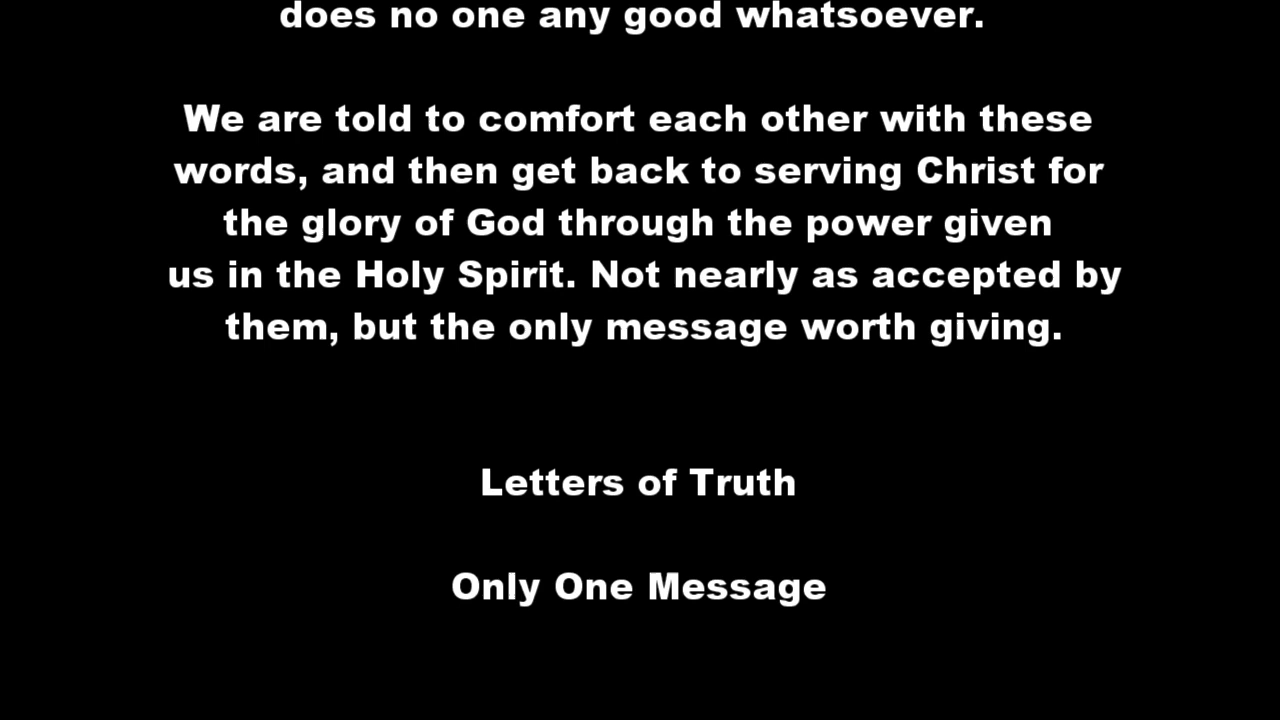 does no one any good whatsoever.
We are told to comfort each other with these
words, and then get back to serving Christ for
the glory of God through the power given
us in the Holy Spirit. Not nearly as accepted by
them, but the only message worth giving.
Letters of Truth
Only One Message